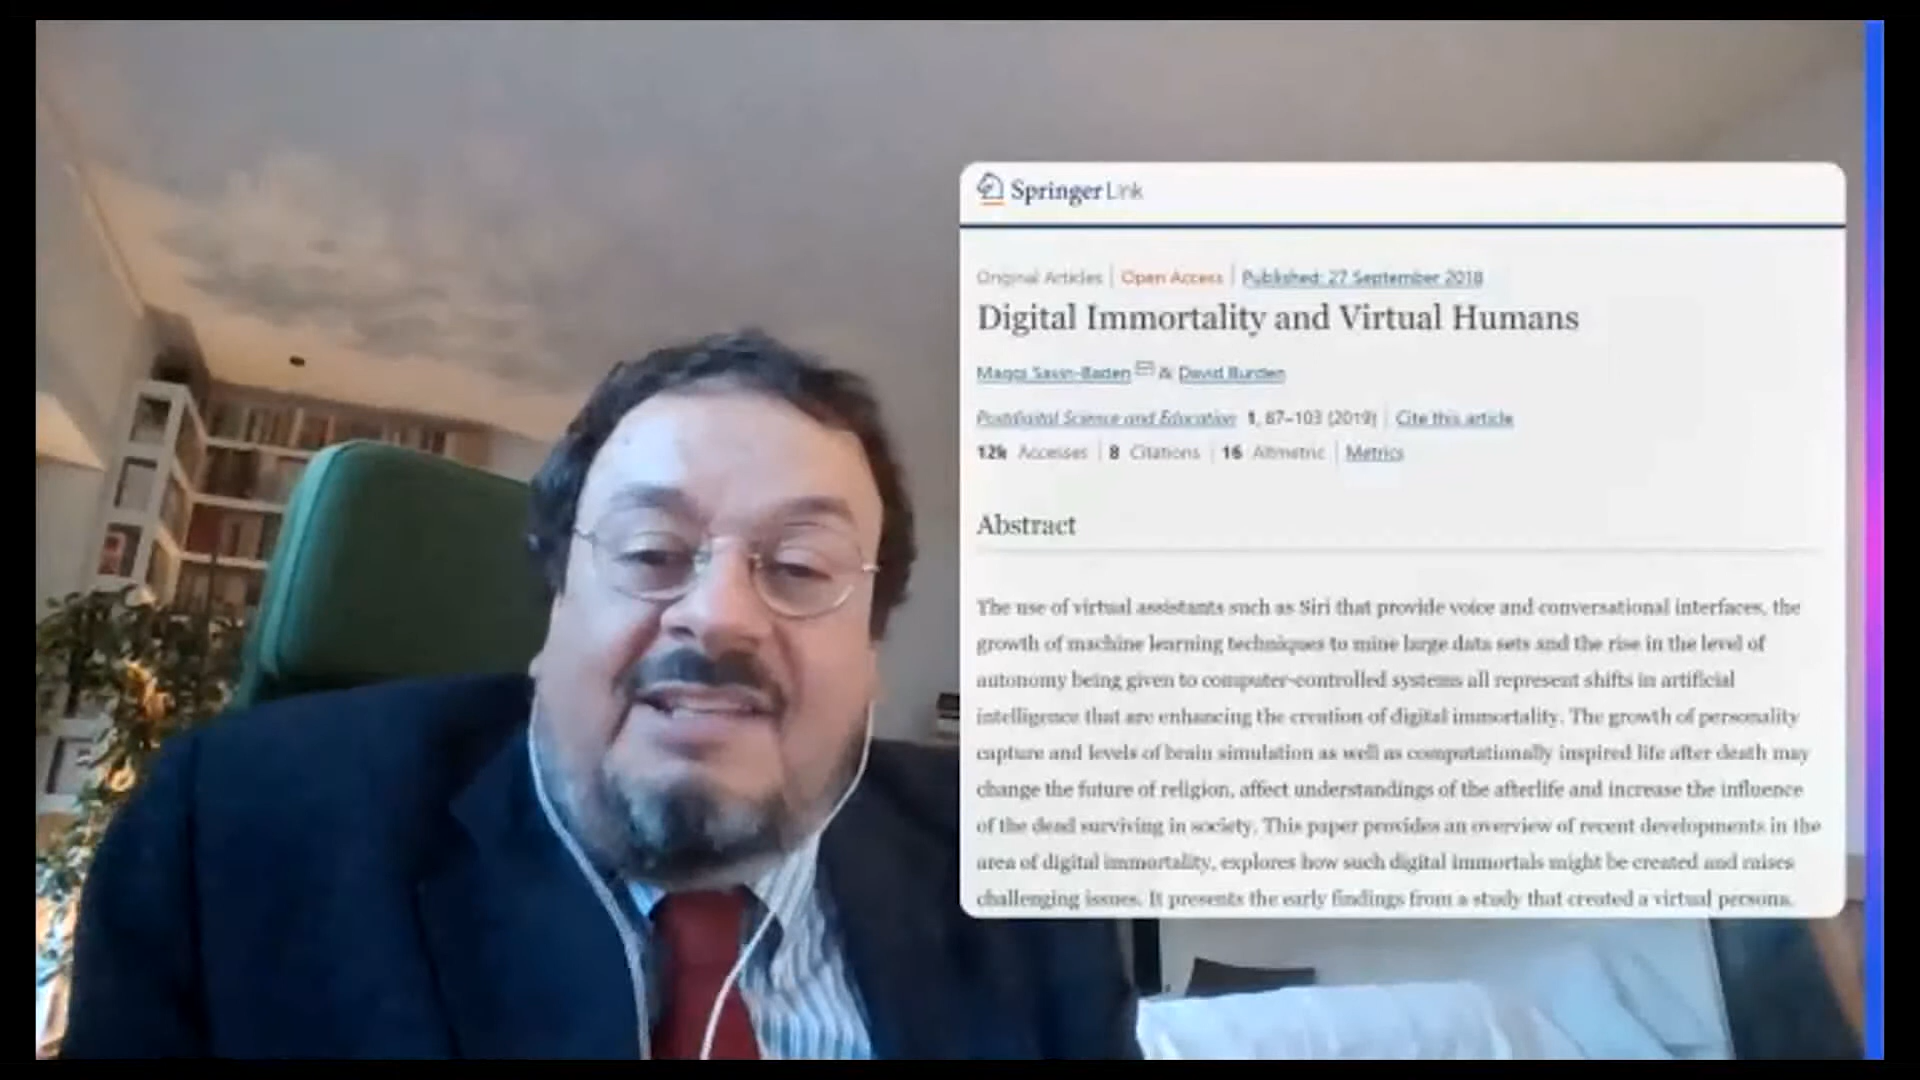 SpringerLink
Original Articles | Open Access | Published: 27 September 2018
Digital Immortality and Virtual Humans
Maggi Savin-Baden & David Burden
Postdigital Science and Education 1, 87–103 (2019) | Cite this article
12k Accesses | 8 Citations | 16 Altmetric | Metrics
Abstract
The use of virtual assistants such as Siri that provide voice and conversational interfaces, the
growth of machine learning techniques to mine large data sets and the rise in the level of
autonomy being given to computer-controlled systems all represent shifts in artificial
intelligence that are enhancing the creation of digital immortality. The growth of personality
capture and levels of brain simulation as well as computationally inspired life after death may
change the future of religion, affect understandings of the afterlife and increase the influence
of the dead surviving in society. This paper provides an overview of recent developments in the
area of digital immortality, explores how such digital immortals might be created and raises
challenging issues. It presents the early findings from a study that created a virtual persona.